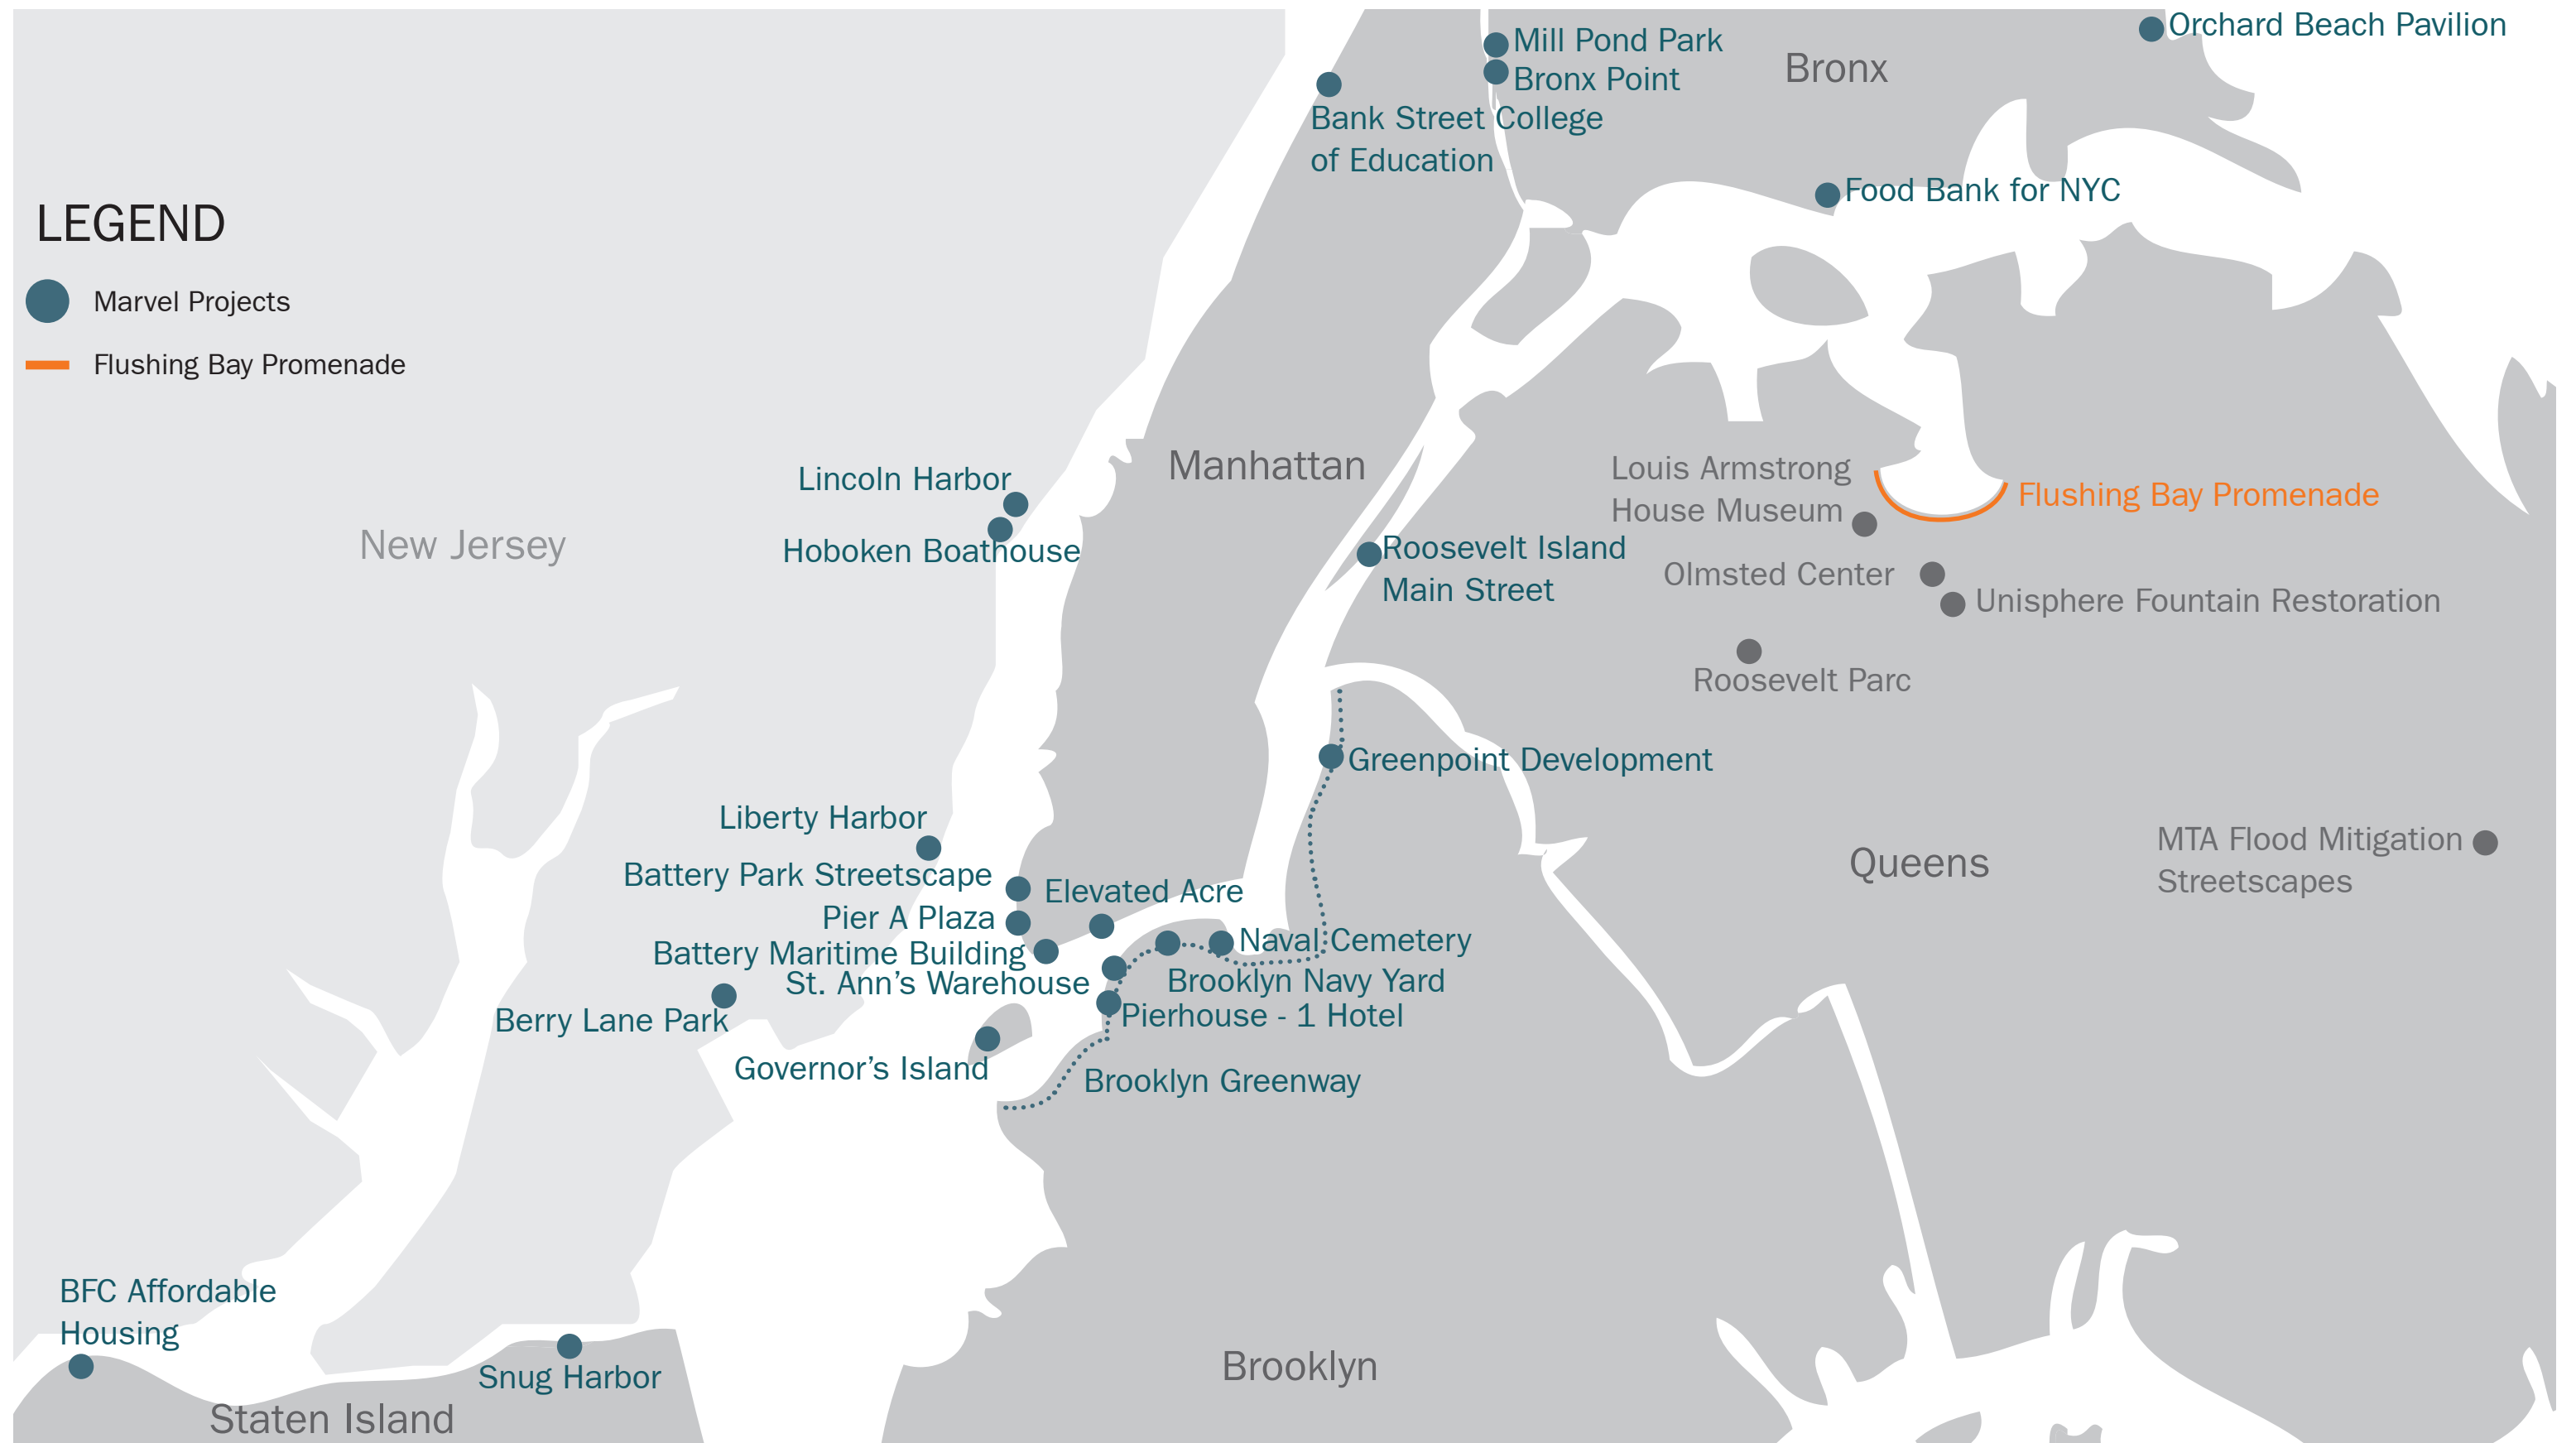 Orchard Beach Pavilion
Mill Pond Park
Bronx
Bronx Point
Bank Street College
of Education
Food Bank for NYC
LEGEND
Marvel Projects
Flushing Bay Promenade
Manhattan
Louis Armstrong
House Museum
Lincoln Harbor
Flushing Bay Promenade
New Jersey
Hoboken Boathouse
Roosevelt Island
Main Street
Olmsted Center
Unisphere Fountain Restoration
Roosevelt Parc
Greenpoint Development
Liberty Harbor
MTA Flood Mitigation
Streetscapes
Queens
Battery Park Streetscape
Elevated Acre
Pier A Plaza
Naval Cemetery
Battery Maritime Building
St. Ann’s Warehouse
Brooklyn Navy Yard
Berry Lane Park
Pierhouse - 1 Hotel
Governor’s Island
Brooklyn Greenway
BFC Affordable
Housing
Snug Harbor
Brooklyn
Staten Island